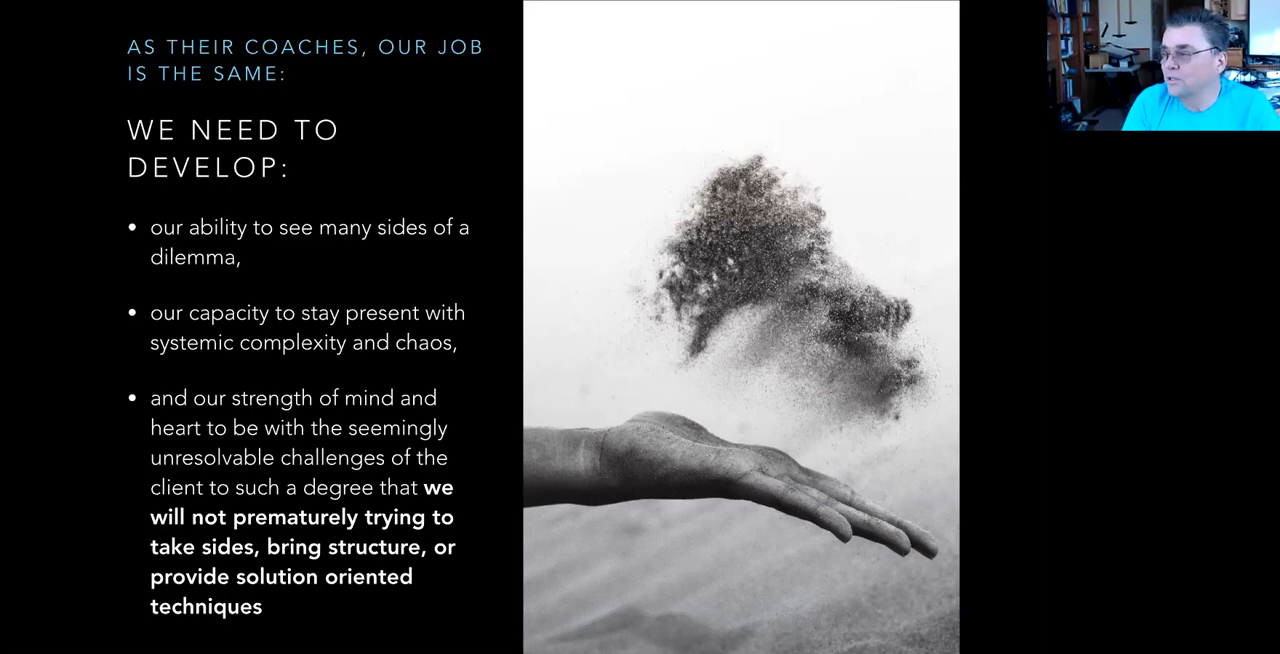 AS THEIR COACHES, OUR JOB
IS THE SAME:
WE NEED TO
DEVELOP:
• our ability to see many sides of a
dilemma,
• our capacity to stay present with
systemic complexity and chaos,
• and our strength of mind and
heart to be with the seemingly
unresolvable challenges of the
client to such a degree that we
will not prematurely trying to
take sides, bring structure, or
provide solution oriented
techniques